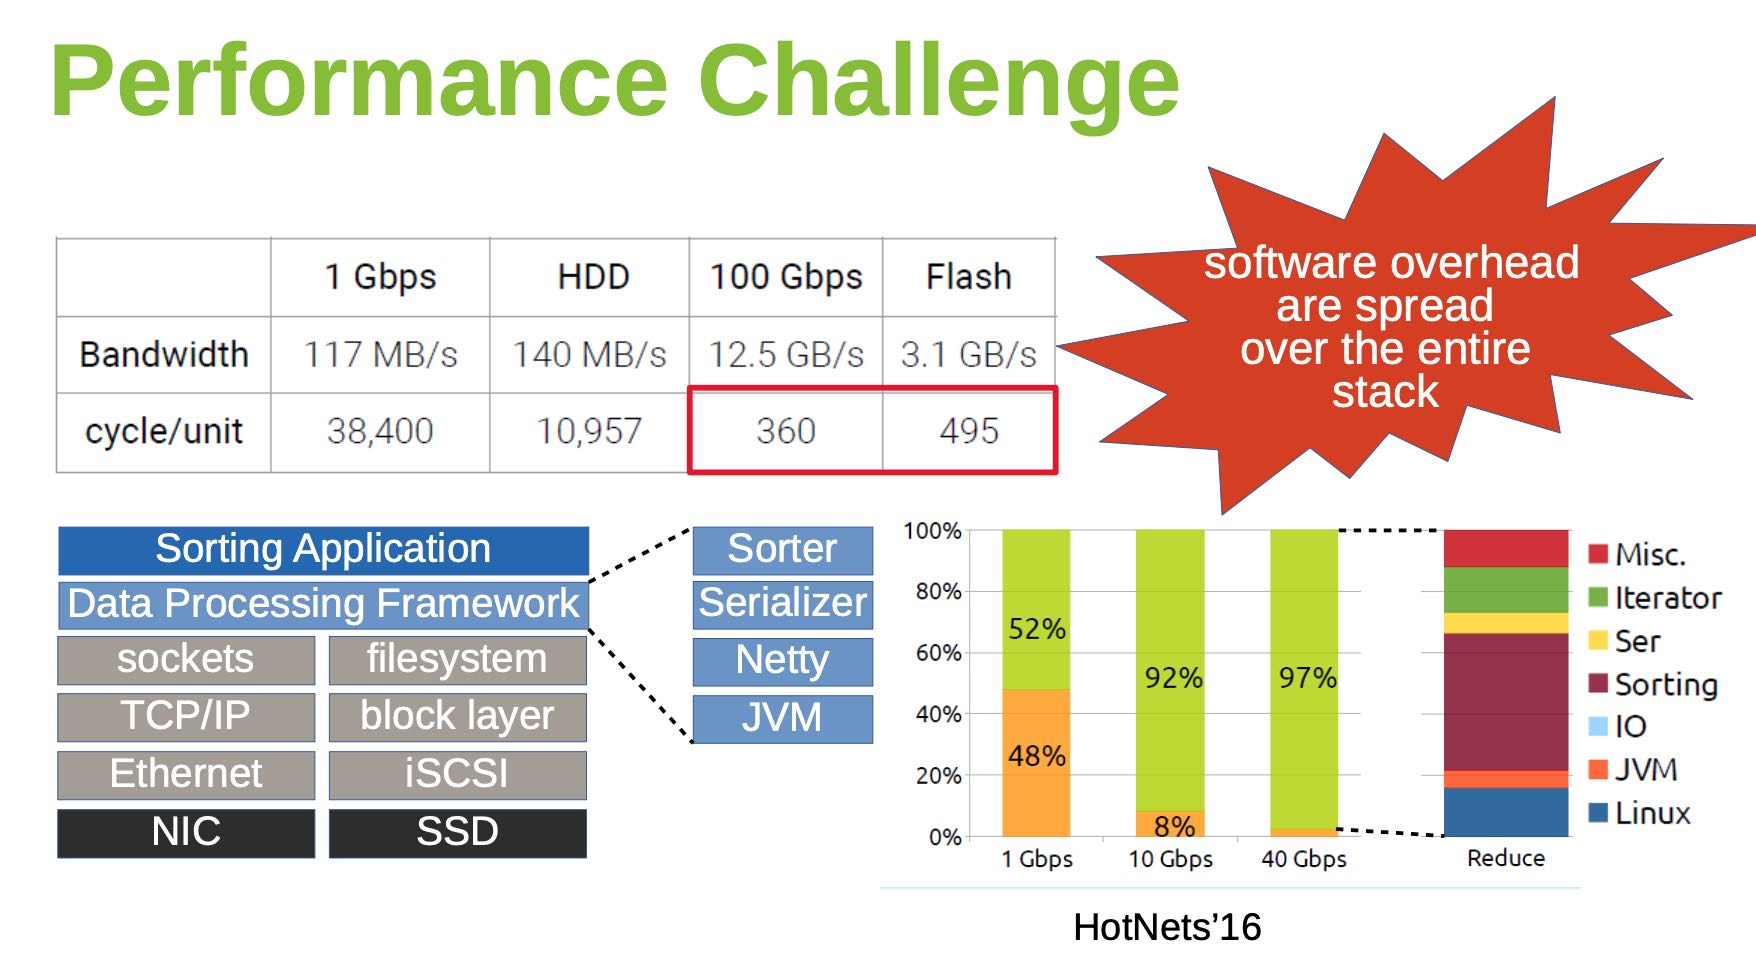 Performance Challenge
software overhead
are spread
over the entire
stack
1 Gbps HDD 100 Gbps Flash
Bandwidth 117 MB/s 140 MB/s 12.5 GB/s 3.1 GB/s
cycle/unit 38,400 10,957 360 495
Sorting Application
Data Processing Framework
sockets filesystem
TCP/IP block layer
Ethernet iSCSI
NIC SSD
Sorter
Serializer
Netty
JVM
100%
80%
60%
40%
20%
0%
52%
48%
92%
8%
97%
1 Gbps 10 Gbps 40 Gbps Reduce
Misc.
Iterator
Ser
Sorting
IO
JVM
Linux
HotNets’16